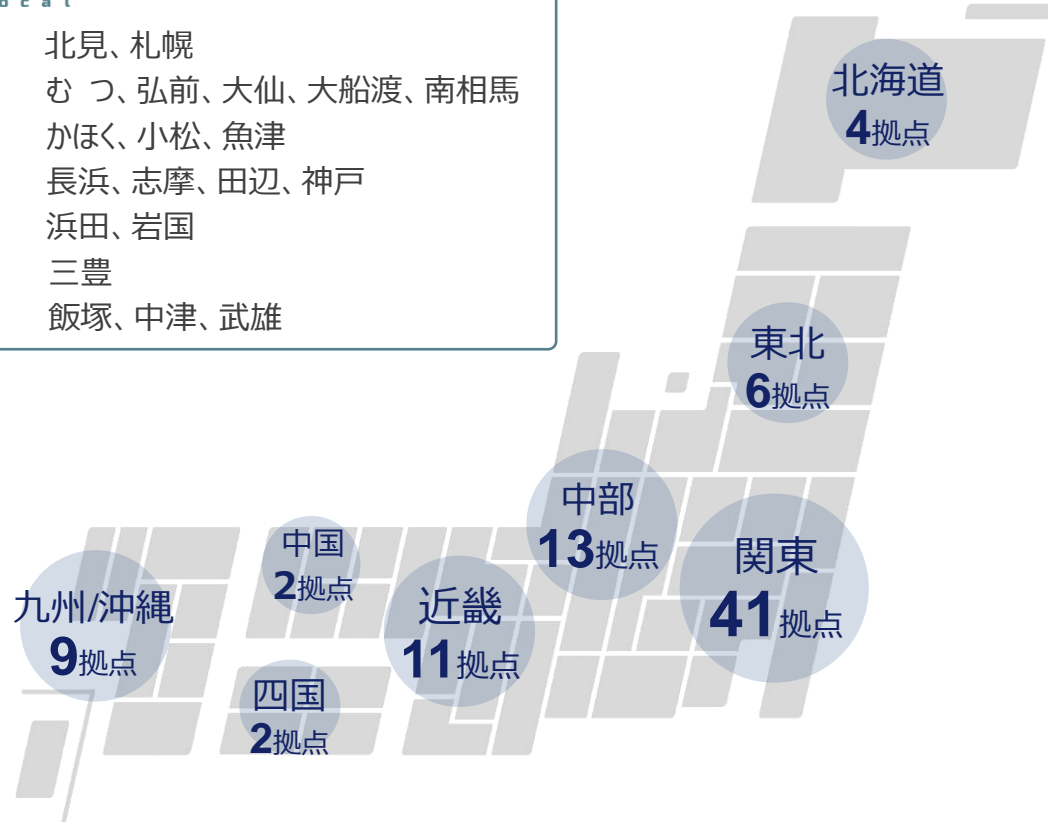 ocal
北見、札幌
むつ、弘前、大仙、大船渡、南相馬
かほく、小松、魚津
長浜、志摩、田辺、神戸
浜田、岩国
三豊
飯塚、中津、武雄
北海道
4拠点
東北
6拠点
中部
13拠点
関東
41拠点
中国
2拠点
近畿
11拠点
九州/沖縄
9拠点
四国
2拠点